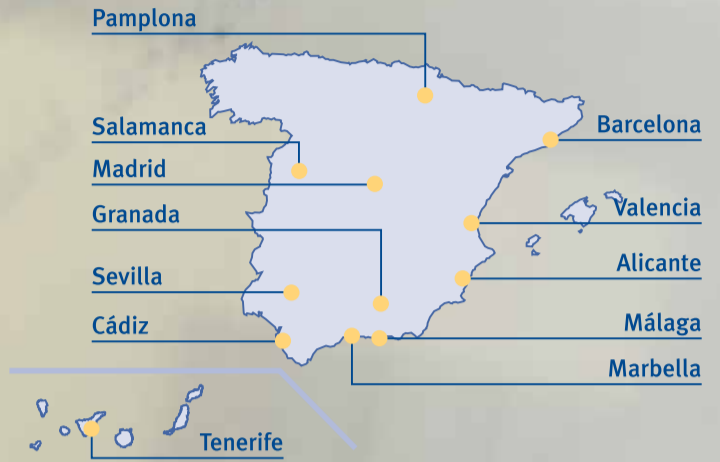 Pamplona
Salamanca
Madrid
Granada
Sevilla
Cádiz
Barcelona
Valencia
Alicante
Málaga
Marbella
Tenerife